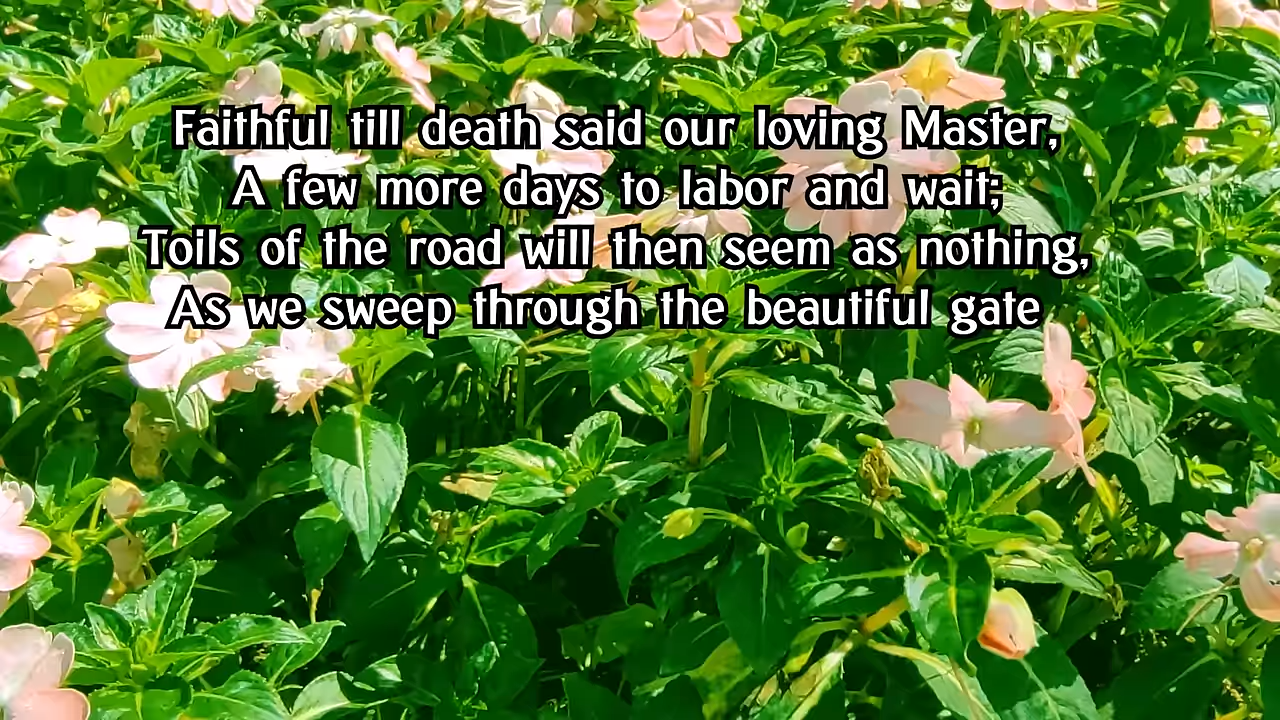 Faithful till death said our loving Master,
A few more days to labor and wait;
Toils of the road will then seem as nothing,
As we sweep through the beautiful gate